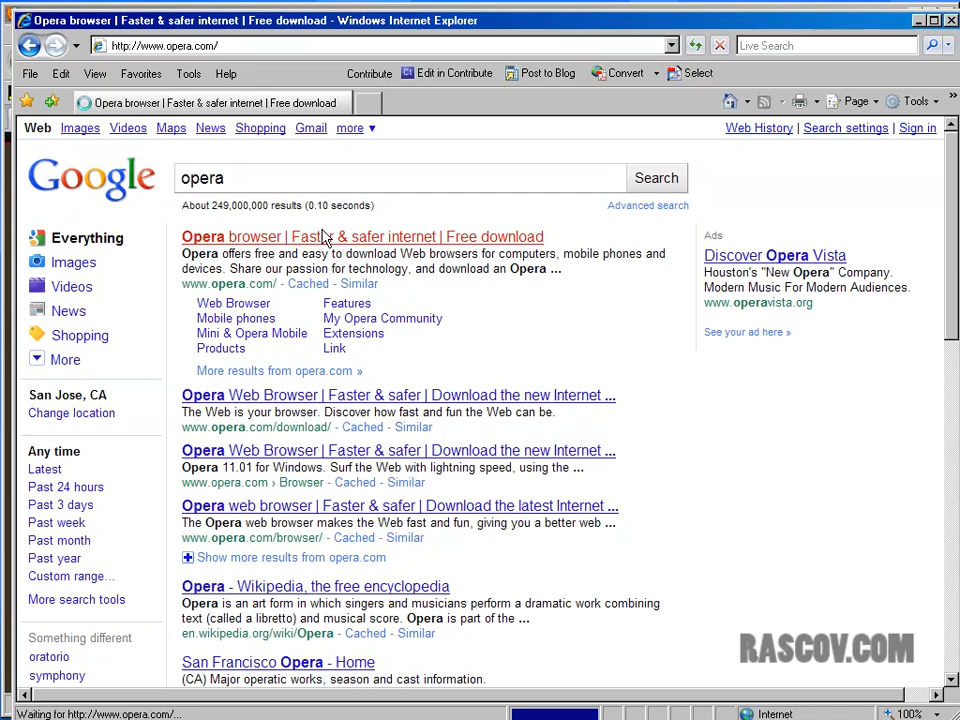 Opera browser | Faster & safer internet | Free download - Windows Internet Explorer
http://www.opera.com/
Live Search
File Edit View Favorites Tools Help
Contribute Edit in Contribute Post to Blog Convert Select
Opera browser | Faster & safer internet | Free download
Page Tools »
Web Images Videos Maps News Shopping Gmail more ▼
Web History | Search settings | Sign in
Google
opera
Search
About 249,000,000 results (0.10 seconds)
Advanced search
Everything
Images
Videos
News
Shopping
More
San Jose, CA
Change location
Any time
Latest
Past 24 hours
Past 3 days
Past week
Past month
Past year
Custom range...
More search tools
Something different
oratorio
symphony
Opera browser | Faster & safer internet | Free download
Opera offers free and easy to download Web browsers for computers, mobile phones and
devices. Share our passion for technology, and download an Opera ...
www.opera.com/ - Cached - Similar
Web Browser Features
Mobile phones My Opera Community
Mini & Opera Mobile Extensions
Products Link
More results from opera.com »
Opera Web Browser | Faster & safer | Download the new Internet ...
The Web is your browser. Discover how fast and fun the Web can be.
www.opera.com/download/ - Cached - Similar
Opera Web Browser | Faster & safer | Download the new Internet ...
Opera 11.01 for Windows. Surf the Web with lightning speed, using the ...
www.opera.com › Browser - Cached - Similar
Opera web browser | Faster & safer | Download the latest Internet ...
The Opera web browser makes the Web fast and fun, giving you a better web ...
www.opera.com/browser/ - Cached - Similar
Show more results from opera.com
Opera - Wikipedia, the free encyclopedia
Opera is an art form in which singers and musicians perform a dramatic work combining
text (called a libretto) and musical score. Opera is part of the ...
en.wikipedia.org/wiki/Opera - Cached - Similar
San Francisco Opera - Home
(CA) Major operatic works, season and cast information.
Ads
Discover Opera Vista
Houston's "New Opera" Company.
Modern Music For Modern Audiences.
www.operavista.org
See your ad here »
RASCOV.COM
Waiting for http://www.opera.com/...
Internet
100%